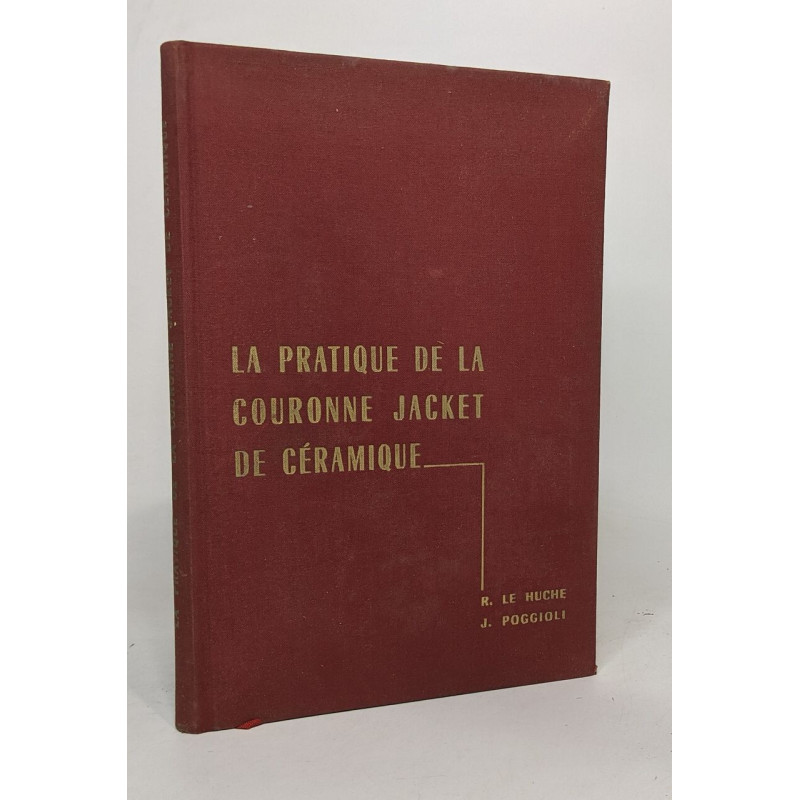 LA PRATIQUE DE LA
COURONNE JACKET
DE CÉRAMIQUE
R. LE HUCHE
J. POGGIOLI